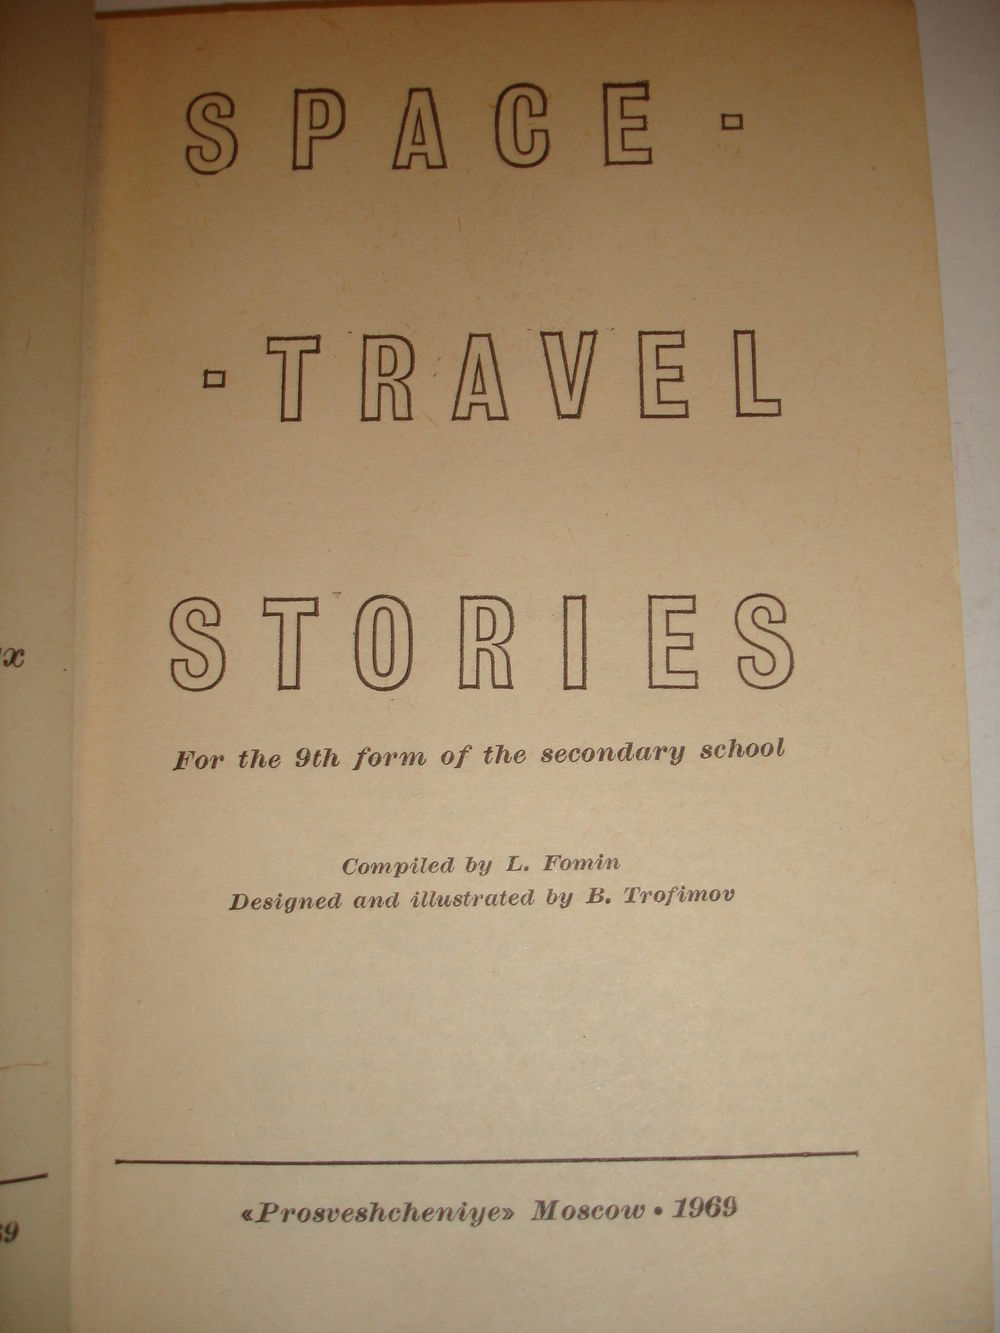 SPACE-
-TRAVEL
STORIES
For the 9th form of the secondary school
Compiled by L. Fomin
Designed and illustrated by B. Trofimov
«Prosveshcheniye» Moscow • 1969